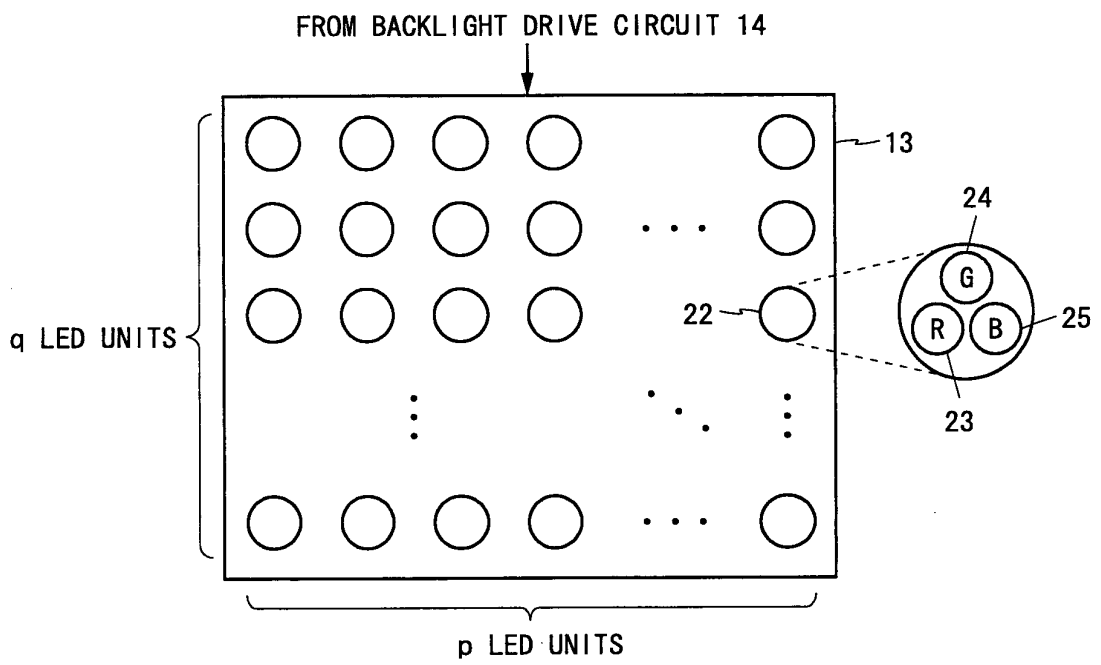 FROM BACKLIGHT DRIVE CIRCUIT 14
13
24
G
22
R
B
25
q LED UNITS
23
p LED UNITS